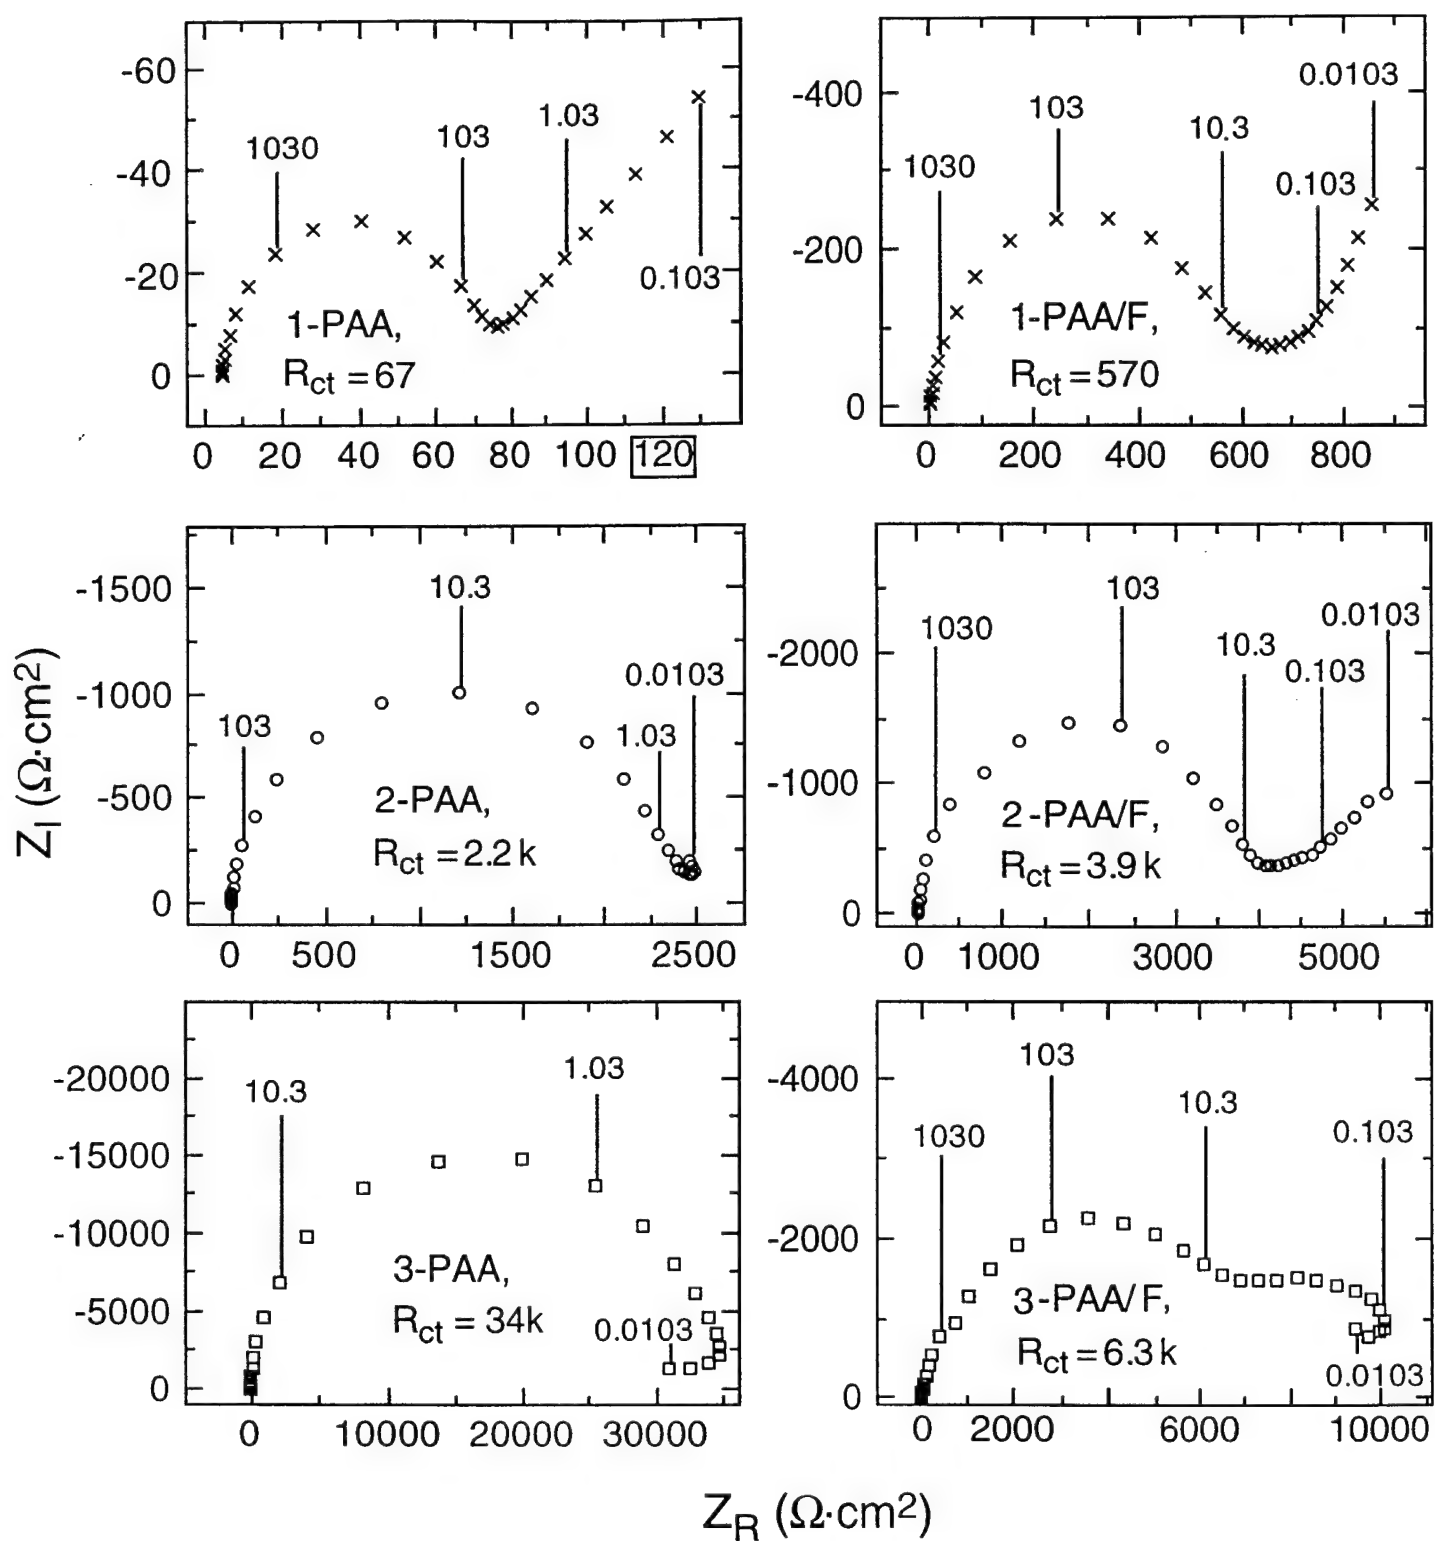 -60
-40
-20
0
1030
103
1.03
0.103
1-PAA,
Rct = 67
0 20 40 60 80 100 120
-400
-200
0
1030
103
10.3
0.103
0.0103
1-PAA/F,
Rct = 570
0 200 400 600 800
-1500
-1000
-500
0
103
10.3
1.03
0.0103
2-PAA,
Rct = 2.2 k
0 500 1500 2500
-2000
-1000
0
1030
103
10.3
0.103
0.0103
2-PAA/F,
Rct = 3.9 k
0 1000 3000 5000
-20000
-15000
-10000
-5000
0
10.3
1.03
0.0103
3-PAA,
Rct = 34k
0 10000 20000 30000
-4000
-2000
0
1030
103
10.3
0.103
0.0103
3-PAA/F,
Rct = 6.3 k
0 2000 6000 10000
ZI (Ω·cm2)
ZR (Ω·cm2)